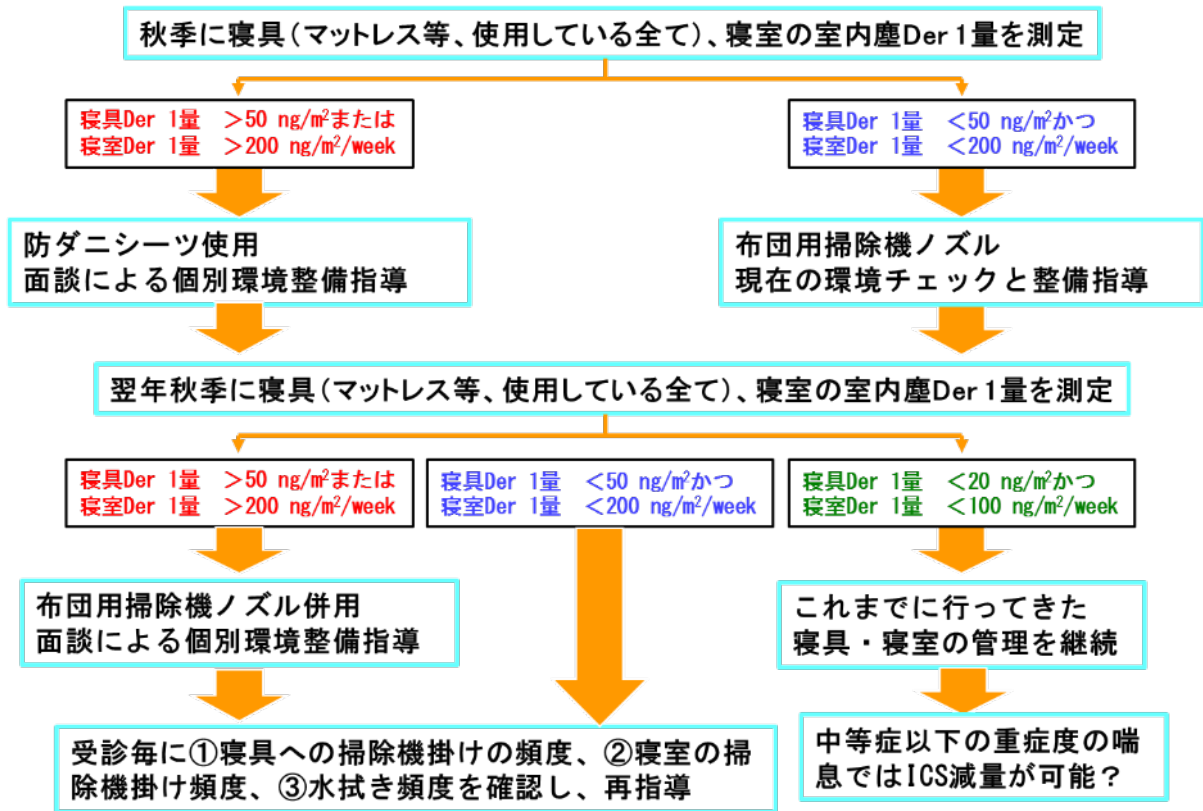 秋季に寝具(マットレス等、使用している全て)、寝室の室内塵Der 1量を測定
寝具Der 1量 >50 ng/m²または
寝室Der 1量 >200 ng/m²/week
寝具Der 1量 <50 ng/m²かつ
寝室Der 1量 <200 ng/m²/week
防ダニシーツ使用
面談による個別環境整備指導
布団用掃除機ノズル
現在の環境チェックと整備指導
翌年秋季に寝具(マットレス等、使用している全て)、寝室の室内塵Der 1量を測定
寝具Der 1量 >50 ng/m²または
寝室Der 1量 >200 ng/m²/week
寝具Der 1量 <50 ng/m²かつ
寝室Der 1量 <200 ng/m²/week
寝具Der 1量 <20 ng/m²かつ
寝室Der 1量 <100 ng/m²/week
布団用掃除機ノズル併用
面談による個別環境整備指導
これまでに行ってきた
寝具・寝室の管理を継続
受診毎に①寝具への掃除機掛けの頻度、②寝室の掃
除機掛け頻度、③水拭き頻度を確認し、再指導
中等症以下の重症度の喘
息ではICS減量が可能？